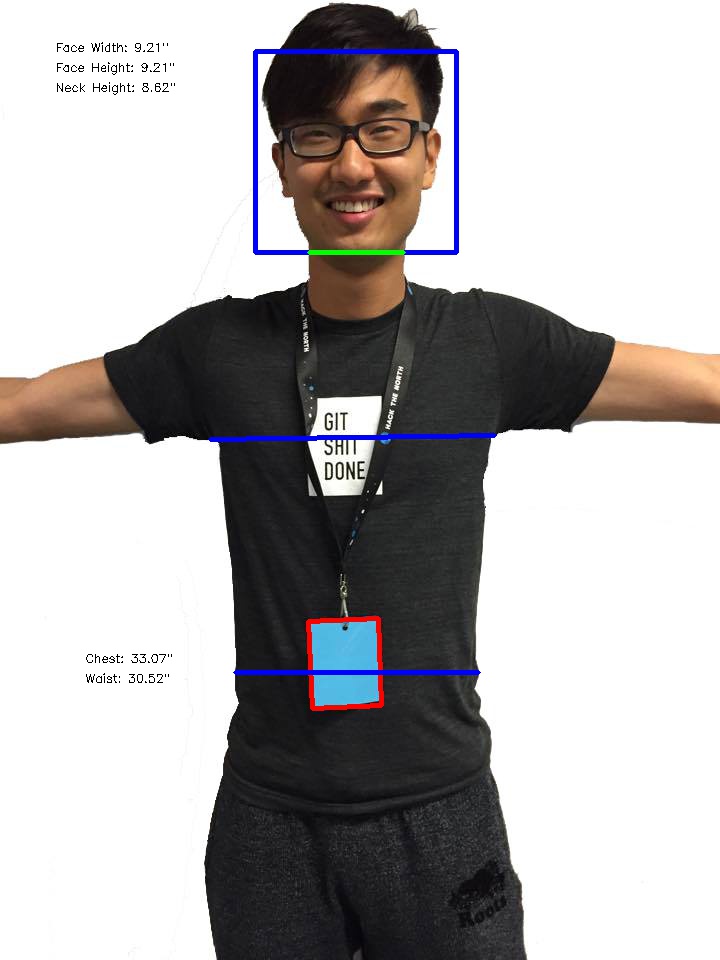 Face Width: 9.21"
Face Height: 9.21"
Neck Height: 8.62"
HACK THE NORTH
HACK THE NORTH
GIT
SHIT
DONE
Chest: 33.07"
Waist: 30.52"
Roots